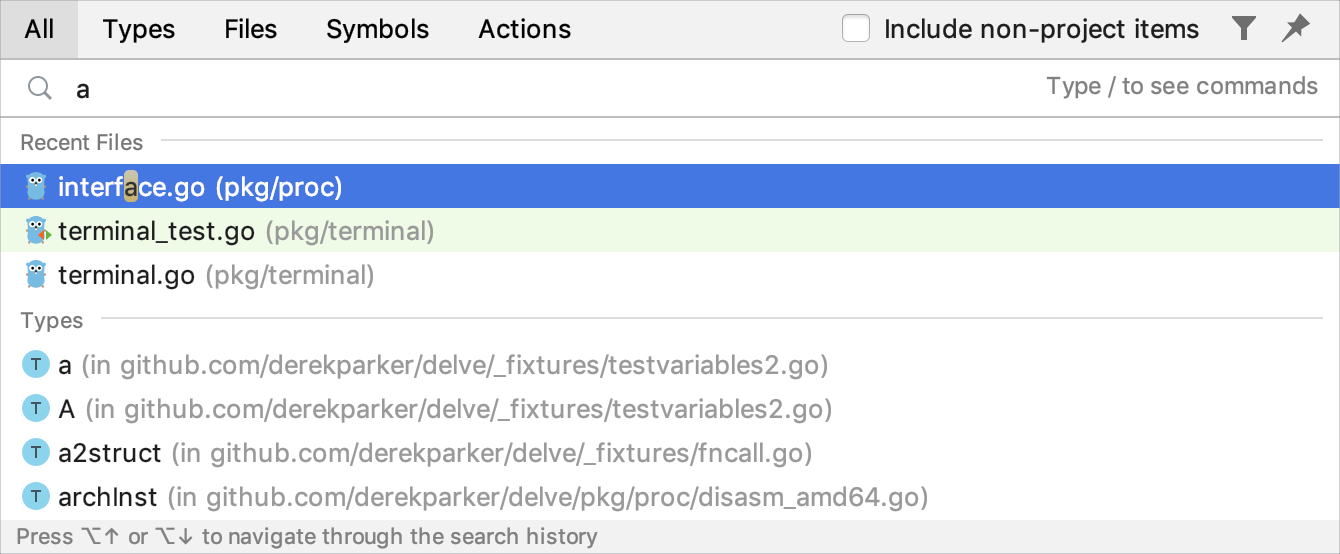 All Types Files Symbols Actions Include non-project items
a Type / to see commands
Recent Files
interface.go (pkg/proc)
terminal_test.go (pkg/terminal)
terminal.go (pkg/terminal)
Types
T a (in github.com/derekparker/delve/_fixtures/testvariables2.go)
T A (in github.com/derekparker/delve/_fixtures/testvariables2.go)
T a2struct (in github.com/derekparker/delve/_fixtures/fncall.go)
T archInst (in github.com/derekparker/delve/pkg/proc/disasm_amd64.go)
Press ⌥↑ or ⌥↓ to navigate through the search history